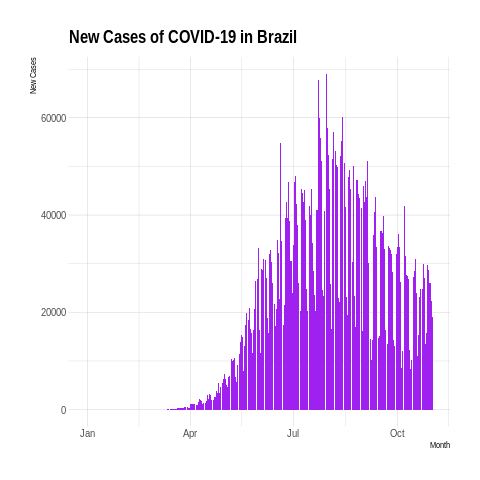 New Cases of COVID-19 in Brazil
New Cases
60000
40000
20000
0
Jan Apr Jul Oct
Month